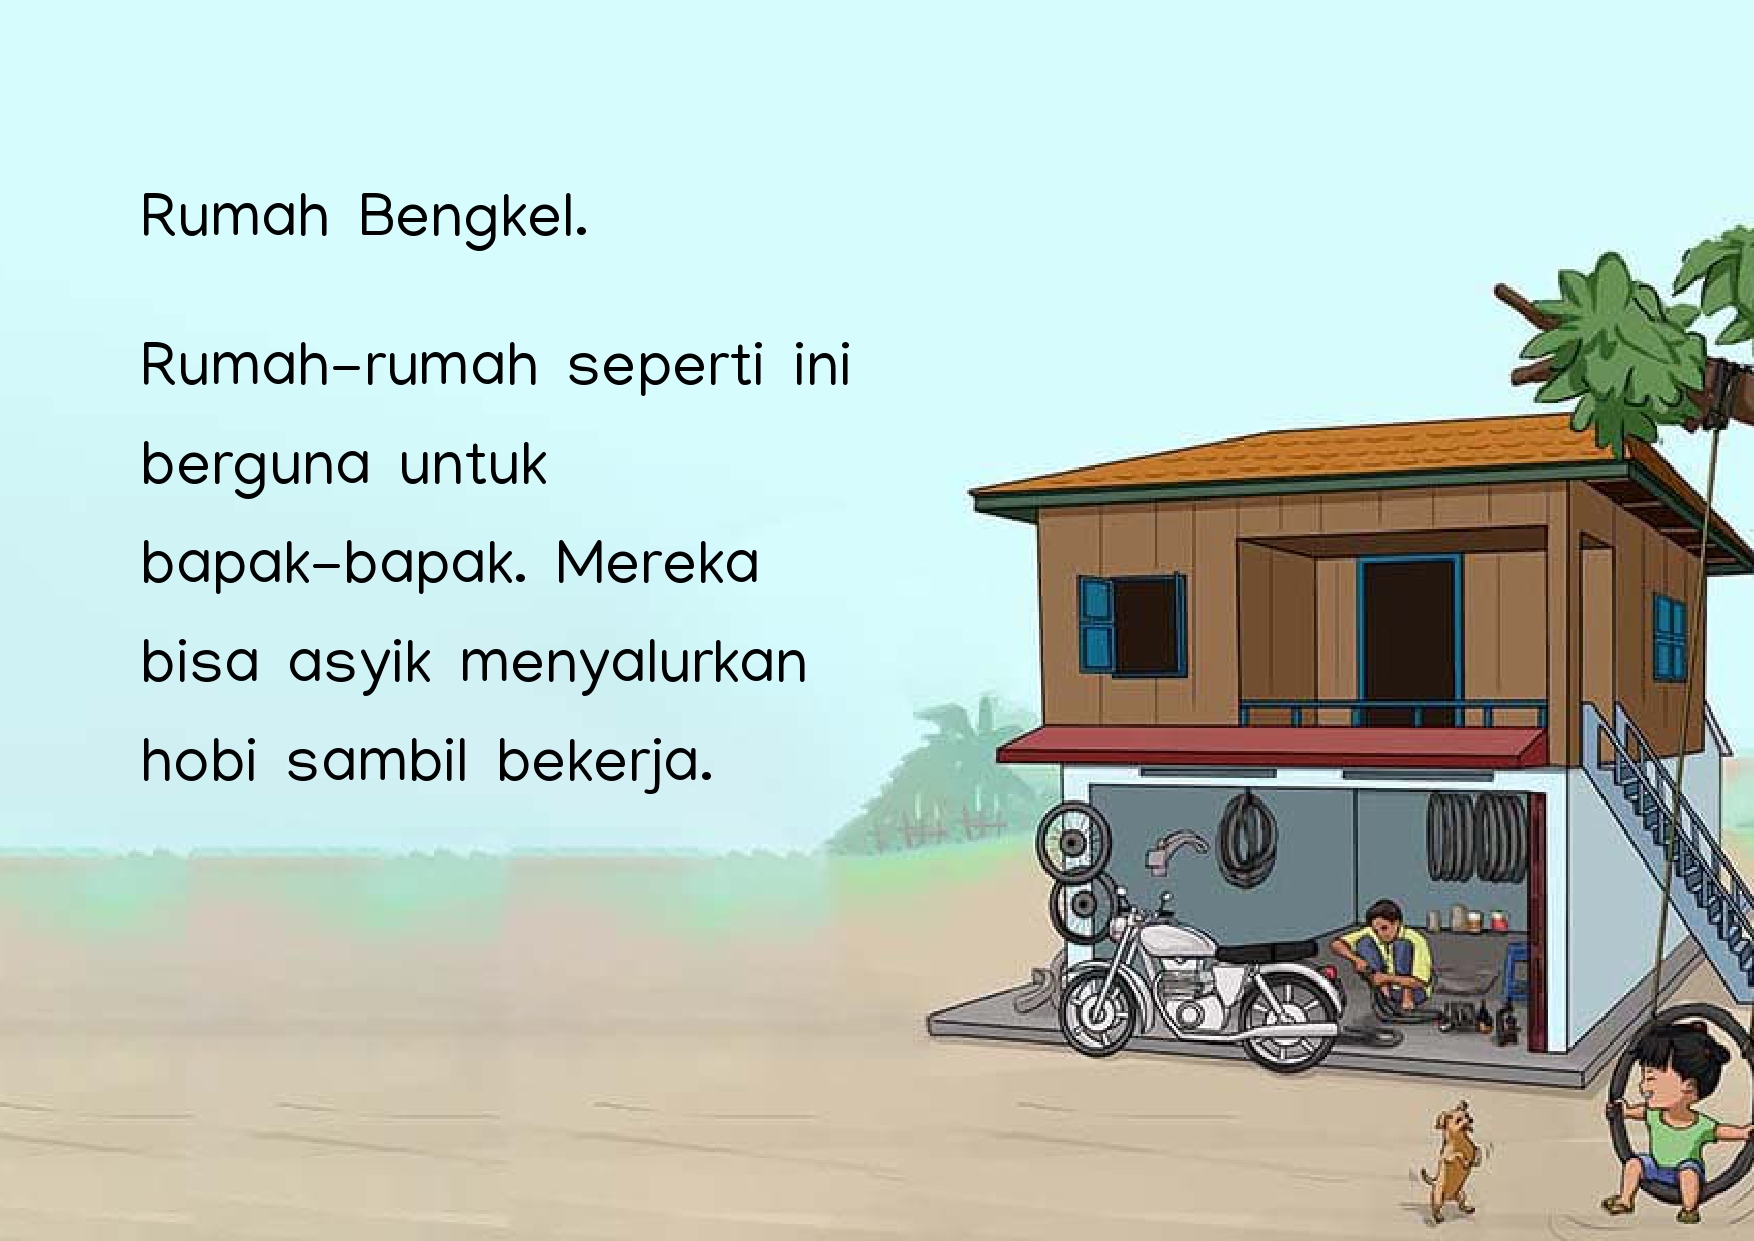 Rumah Bengkel.
Rumah-rumah seperti ini
berguna untuk
bapak-bapak. Mereka
bisa asyik menyalurkan
hobi sambil bekerja.